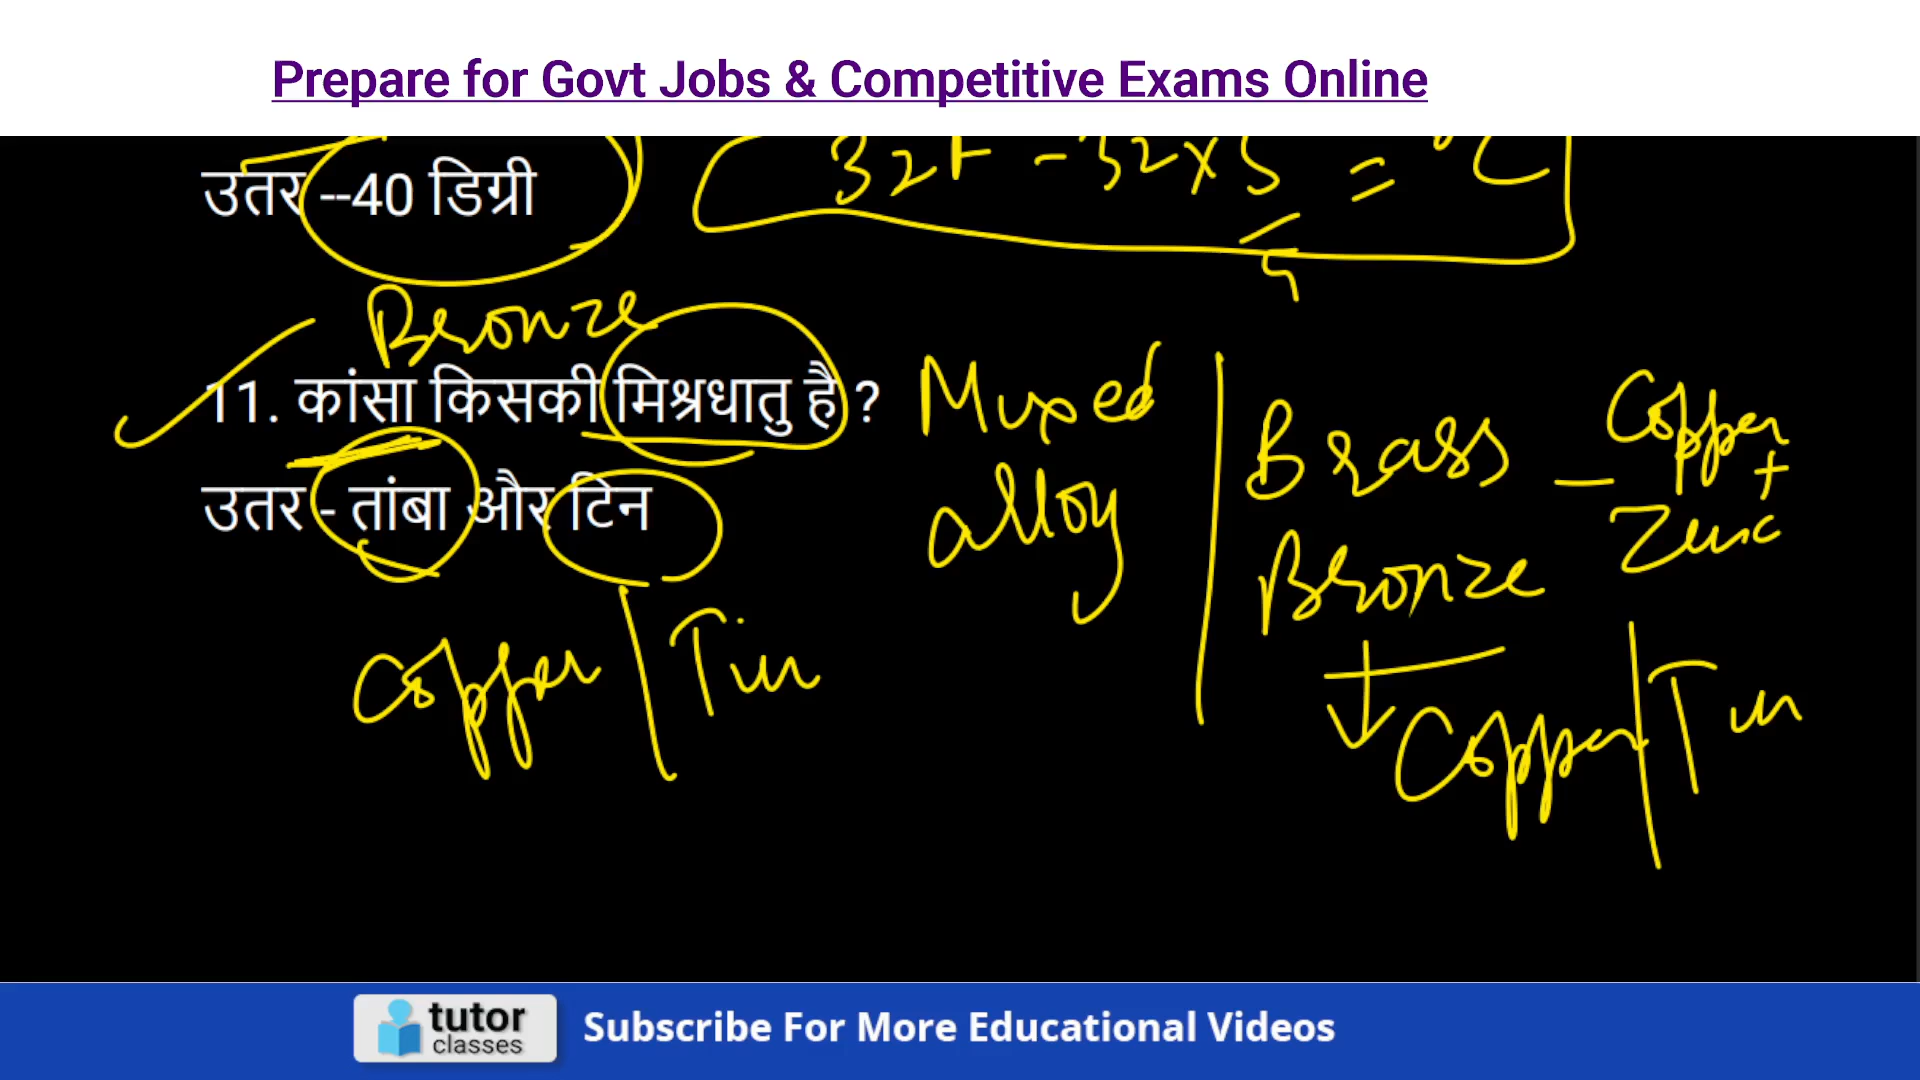 Prepare for Govt Jobs & Competitive Exams Online
उतर --40 डिग्री
32F - 32 x 5 = °C
9
Bronze
11. कांसा किसकी मिश्रधातु है ?
उतर - तांबा और टिन
Copper | Tin
Mixed
alloy
Brass - Copper
+
Zinc
Bronze
Copper | Tin
tutor
classes
Subscribe For More Educational Videos